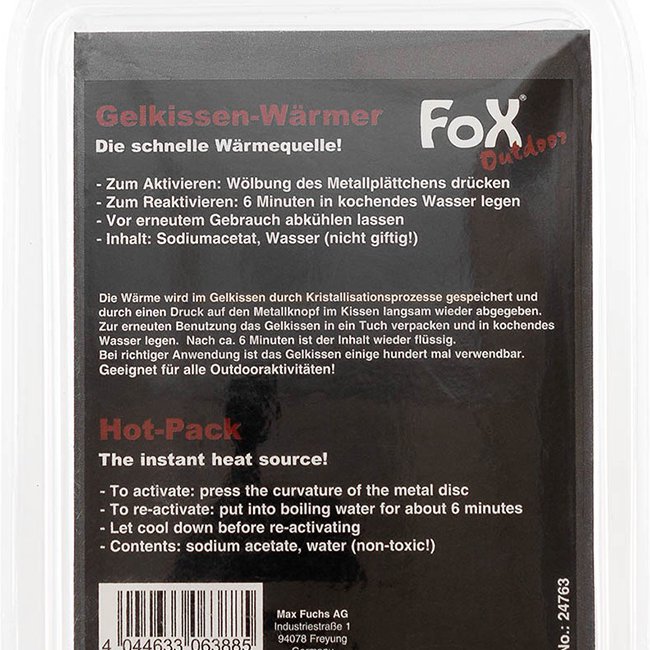 Gelkissen-Wärmer
Die schnelle Wärmequelle!
FoX®
Outdoor
- Zum Aktivieren: Wölbung des Metallplättchens drücken
- Zum Reaktivieren: 6 Minuten in kochendes Wasser legen
- Vor erneutem Gebrauch abkühlen lassen
- Inhalt: Sodiumacetat, Wasser (nicht giftig!)
Die Wärme wird im Gelkissen durch Kristallisationsprozesse gespeichert und
durch einen Druck auf den Metallknopf im Kissen langsam wieder abgegeben.
Zur erneuten Benutzung das Gelkissen in ein Tuch verpacken und in kochendes
Wasser legen. Nach ca. 6 Minuten ist der Inhalt wieder flüssig.
Bei richtiger Anwendung ist das Gelkissen einige hundert mal verwendbar.
Geeignet für alle Outdooraktivitäten!
Hot-Pack
The instant heat source!
- To activate: press the curvature of the metal disc
- To re-activate: put into boiling water for about 6 minutes
- Let cool down before re-activating
- Contents: sodium acetate, water (non-toxic!)
4 044633 063885
Max Fuchs AG
Industriestraße 1
94078 Freyung
Germany
No.: 24763